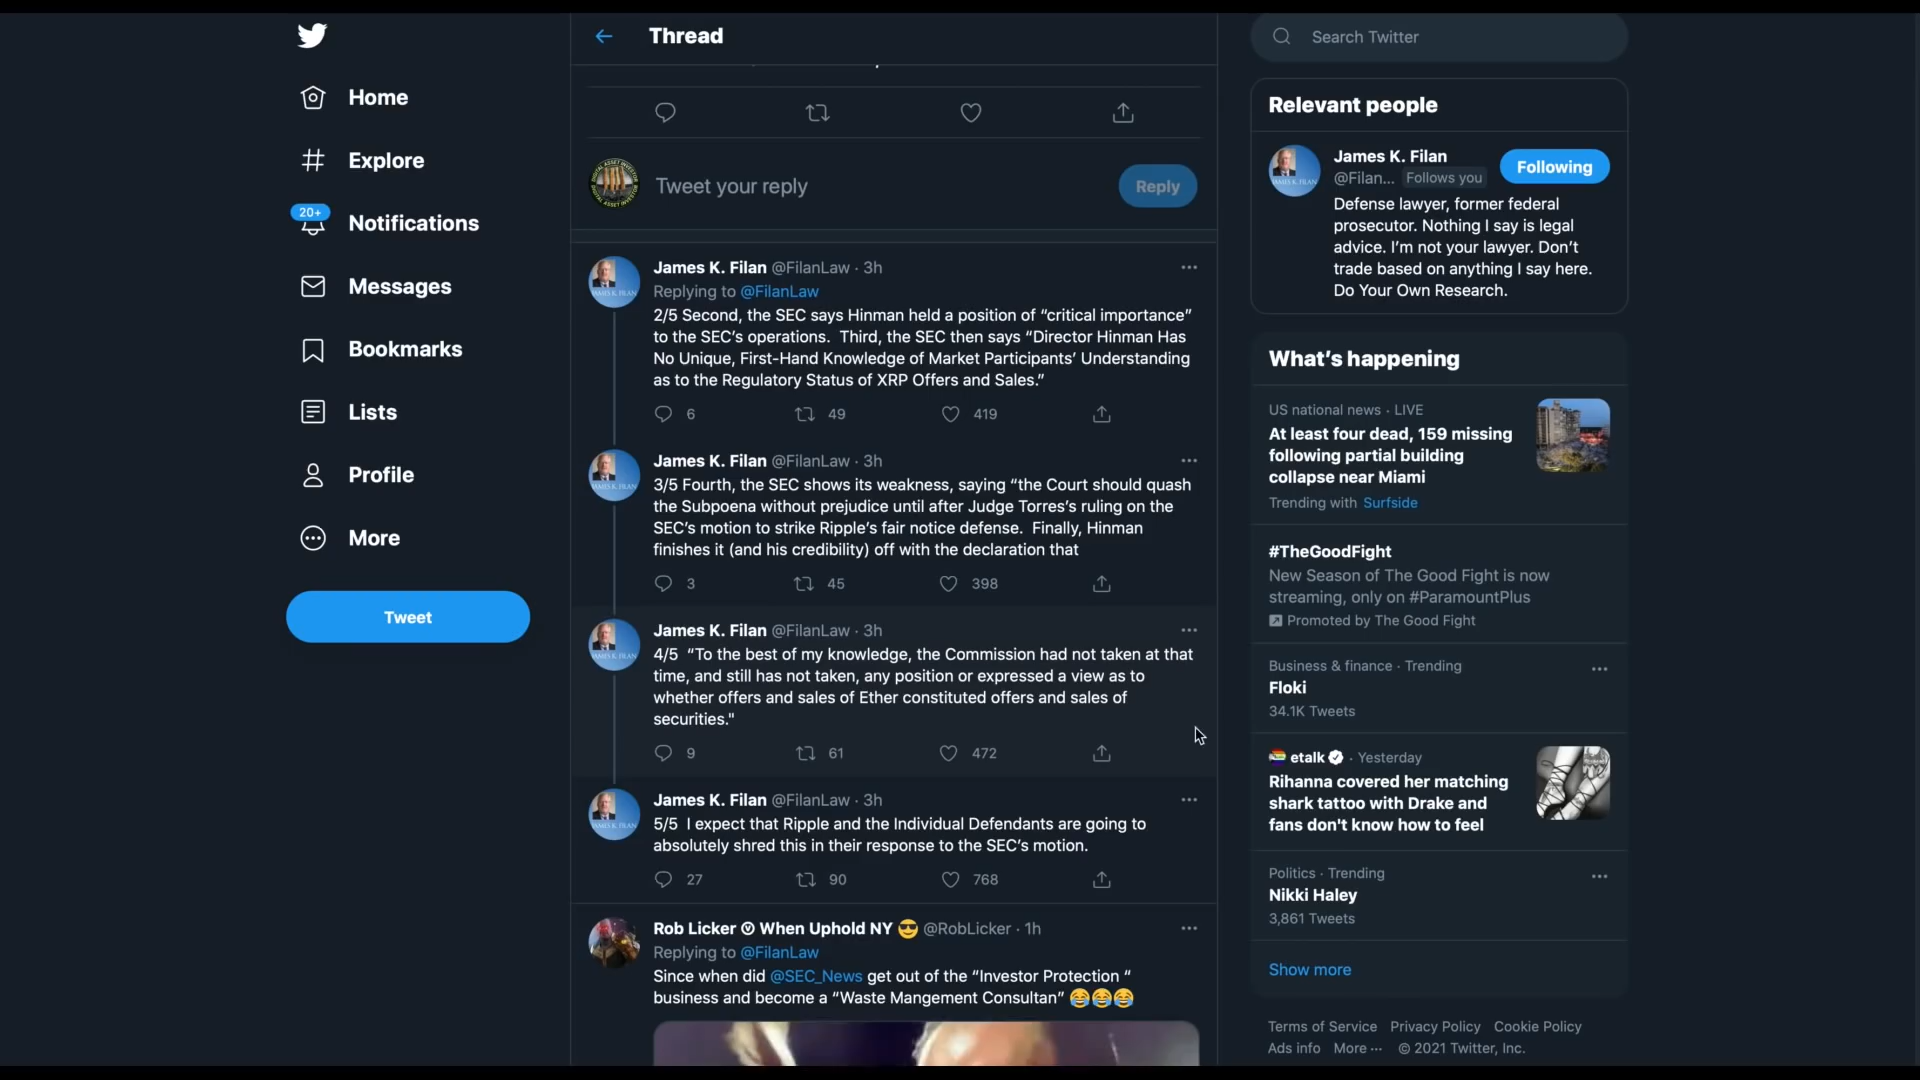 Home
Explore
20+
Notifications
Messages
Bookmarks
Lists
Profile
More
Tweet
Thread
Tweet your reply
Reply
James K. Filan @FilanLaw · 3h
Replying to @FilanLaw
2/5 Second, the SEC says Hinman held a position of “critical importance”
to the SEC’s operations.  Third, the SEC then says “Director Hinman Has
No Unique, First-Hand Knowledge of Market Participants’ Understanding
as to the Regulatory Status of XRP Offers and Sales.”
6 49 419
James K. Filan @FilanLaw · 3h
3/5 Fourth, the SEC shows its weakness, saying “the Court should quash
the Subpoena without prejudice until after Judge Torres’s ruling on the
SEC’s motion to strike Ripple’s fair notice defense.  Finally, Hinman
finishes it (and his credibility) off with the declaration that
3 45 398
James K. Filan @FilanLaw · 3h
4/5  “To the best of my knowledge, the Commission had not taken at that
time, and still has not taken, any position or expressed a view as to
whether offers and sales of Ether constituted offers and sales of
securities."
9 61 472
James K. Filan @FilanLaw · 3h
5/5  I expect that Ripple and the Individual Defendants are going to
absolutely shred this in their response to the SEC’s motion.
27 90 768
Rob Licker Ⓥ When Uphold NY 😎 @RobLicker · 1h
Replying to @FilanLaw
Since when did @SEC_News get out of the “Investor Protection “
business and become a “Waste Mangement Consultan” 😂😂😂
Search Twitter
Relevant people
James K. Filan
@Filan... Follows you
Following
Defense lawyer, former federal
prosecutor. Nothing I say is legal
advice. I’m not your lawyer. Don’t
trade based on anything I say here.
Do Your Own Research.
What’s happening
US national news · LIVE
At least four dead, 159 missing
following partial building
collapse near Miami
Trending with Surfside
#TheGoodFight
New Season of The Good Fight is now
streaming, only on #ParamountPlus
Promoted by The Good Fight
Business & finance · Trending
Floki
34.1K Tweets
etalk · Yesterday
Rihanna covered her matching
shark tattoo with Drake and
fans don't know how to feel
Politics · Trending
Nikki Haley
3,861 Tweets
Show more
Terms of Service Privacy Policy Cookie Policy
Ads info More ··· © 2021 Twitter, Inc.